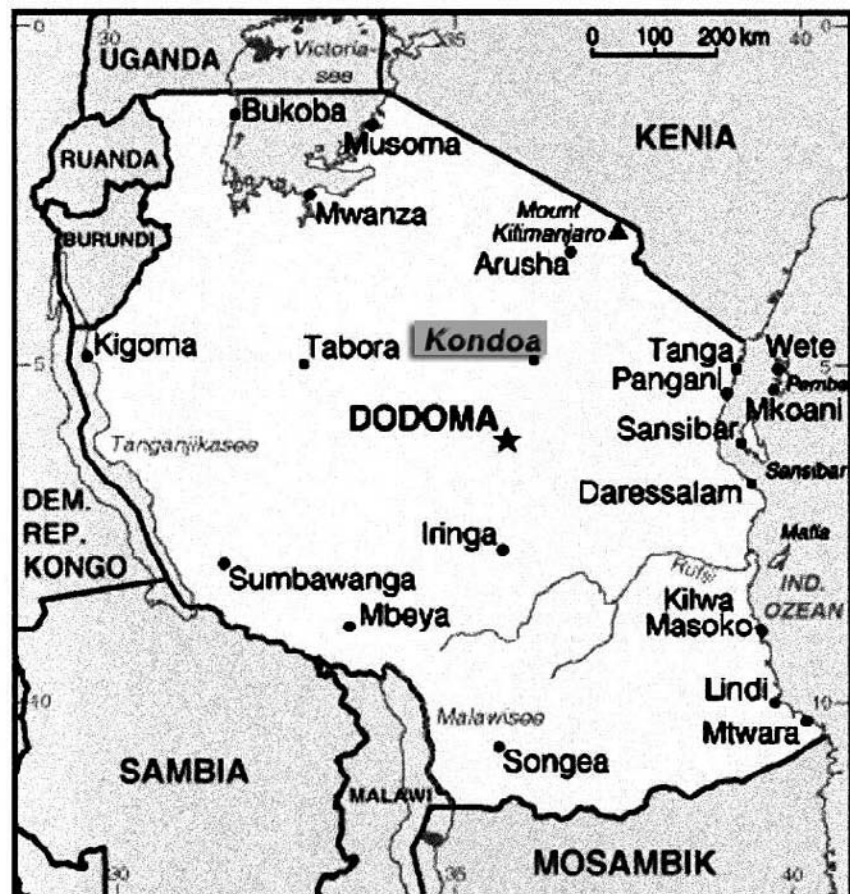 0
30
35
40
0
0 100 200 km
UGANDA
Victoria-
see
Bukoba
Musoma
KENIA
RUANDA
Mwanza
Mount
Kilimanjaro
BURUNDI
Arusha
Kondoa
Kigoma
Tabora
Tanga
Wete
5
Pangani
Pemba
DODOMA
Mkoani
Sansibar
Tanganjikasee
Sansibar
Daressalam
DEM.
REP.
KONGO
Iringa
Mafia
Rufiji
IND.
OZEAN
Sumbawanga
Kilwa
Masoko
Mbeya
10
Lindi
10
Malawisee
Mtwara
Songea
SAMBIA
MALAWI
MOSAMBIK
30
35
40